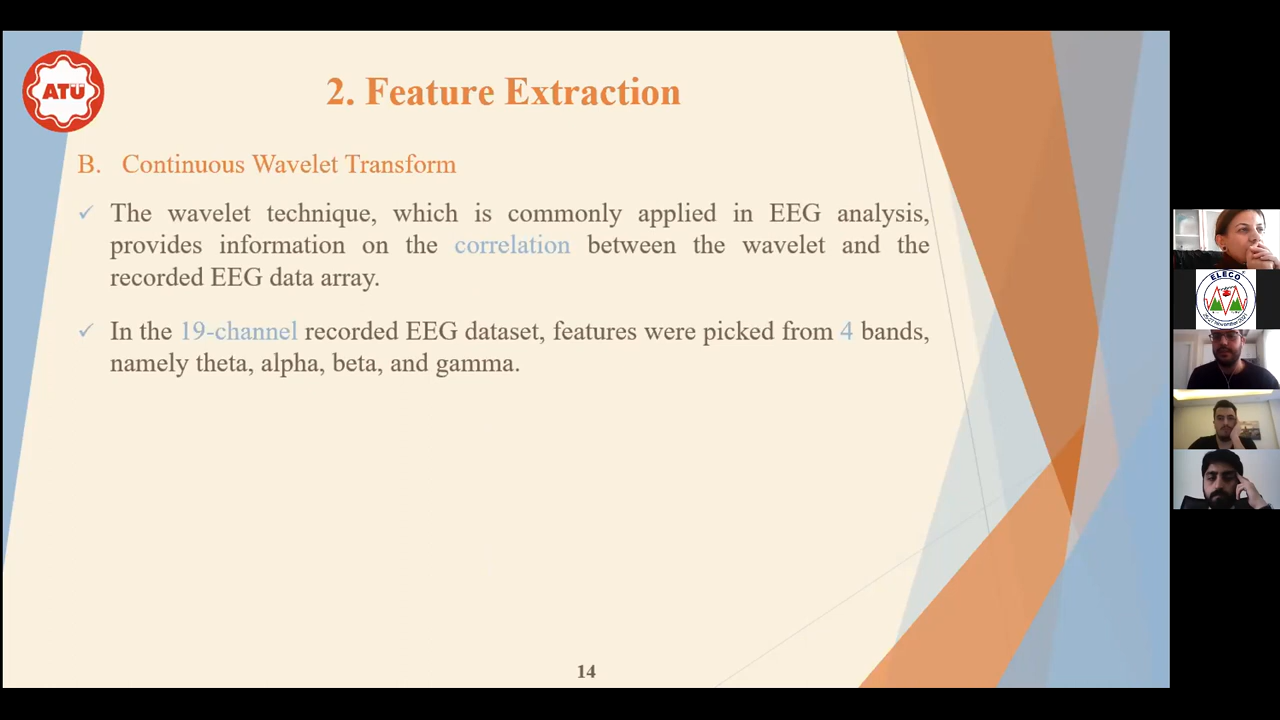 ATÜ
2. Feature Extraction
B. Continuous Wavelet Transform
✓ The wavelet technique, which is commonly applied in EEG analysis,
provides information on the correlation between the wavelet and the
recorded EEG data array.
✓ In the 19-channel recorded EEG dataset, features were picked from 4 bands,
namely theta, alpha, beta, and gamma.
14
ELECO